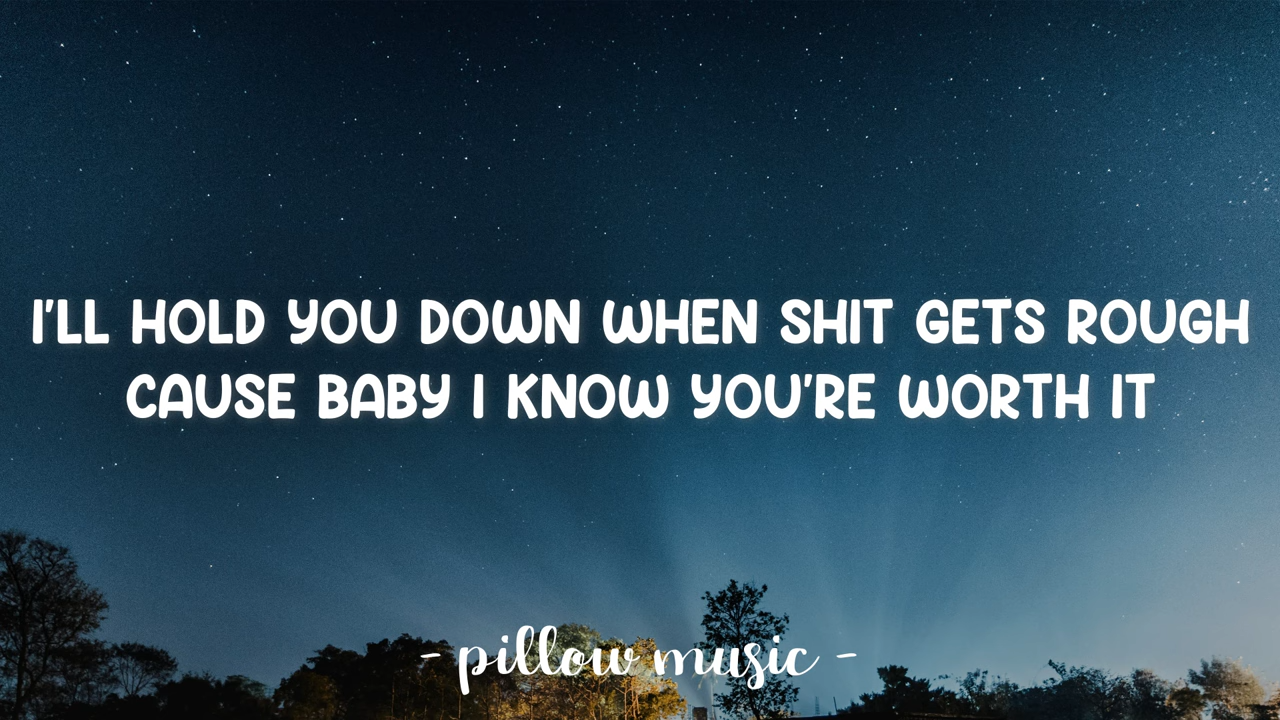 I'LL HOLD YOU DOWN WHEN SHIT GETS ROUGH
CAUSE BABY I KNOW YOU'RE WORTH IT
- pillow music -